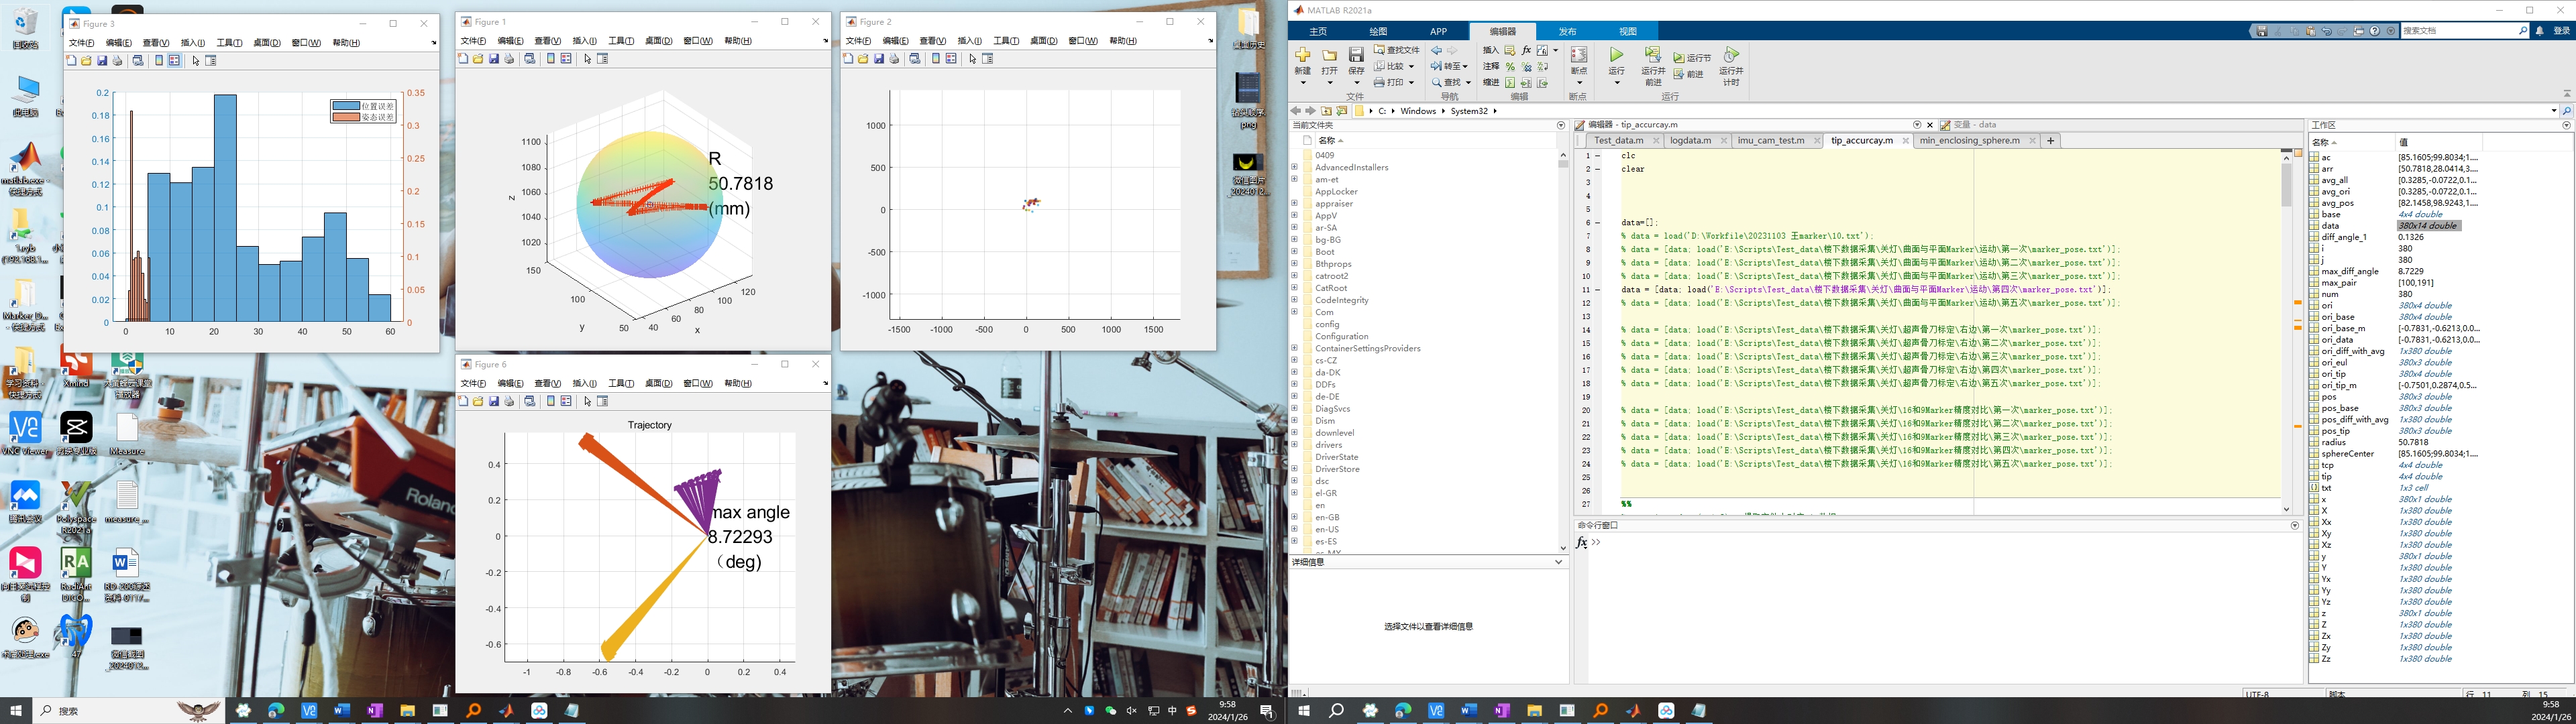 Figure 3
文件(F) 编辑(E) 查看(V) 插入(I) 工具(T) 桌面(D) 窗口(W) 帮助(H)
位置误差
姿态误差
0.2
0.18
0.16
0.14
0.12
0.1
0.08
0.06
0.04
0.02
0
0.35
0.3
0.25
0.2
0.15
0.1
0.05
0
0 10 20 30 40 50 60
Figure 1
文件(F) 编辑(E) 查看(V) 插入(I) 工具(T) 桌面(D) 窗口(W) 帮助(H)
R
50.7818
(mm)
1100
1080
1060
1040
1020
z
150
100
50
y
40 60 80 100 120
x
Figure 2
文件(F) 编辑(E) 查看(V) 插入(I) 工具(T) 桌面(D) 窗口(W) 帮助(H)
1000
500
0
-500
-1000
-1500 -1000 -500 0 500 1000 1500
Figure 6
文件(F) 编辑(E) 查看(V) 插入(I) 工具(T) 桌面(D) 窗口(W) 帮助(H)
Trajectory
max angle
8.72293
（deg)
0.4
0.2
0
-0.2
-0.4
-0.6
-1 -0.8 -0.6 -0.4 -0.2 0 0.2 0.4
回收站
此电脑
VNC Viewer
Xmind
Measure
腾讯会议
Polyspace R2021a
Roland
搜索
9:58
2024/1/26
MATLAB R2021a
主页 绘图 APP 编辑器 发布 视图
搜索文档
登录
新建 打开 保存 查找文件 比较 打印
转至 查找
插入 注释 缩进
断点
运行 运行并前进 运行节 前进 运行并计时
文件 导航 编辑 断点 运行
C: Windows System32
当前文件夹
名称
0409
AdvancedInstallers
am-et
AppLocker
appraiser
AppV
ar-SA
bg-BG
Boot
Bthprops
catroot2
CatRoot
CodeIntegrity
Com
config
Configuration
ContainerSettingsProviders
cs-CZ
da-DK
DDFs
de-DE
DiagSvcs
Dism
downlevel
drivers
DriverState
DriverStore
dsc
el-GR
en
en-GB
en-US
es-ES
es-MX
详细信息
选择文件以查看详细信息
编辑器 - tip_accurcay.m
变量 - data
Test_data.m logdata.m imu_cam_test.m tip_accurcay.m min_enclosing_sphere.m
1 clc
2 clear
3
4
5
6 data=[];
7 % data = load('D:\Workfile\20231103 王marker\10.txt');
8 % data = [data; load('E:\Scripts\Test_data\楼下数据采集\关灯\曲面与平面Marker\运动\第一次\marker_pose.txt')];
9 % data = [data; load('E:\Scripts\Test_data\楼下数据采集\关灯\曲面与平面Marker\运动\第二次\marker_pose.txt')];
10 % data = [data; load('E:\Scripts\Test_data\楼下数据采集\关灯\曲面与平面Marker\运动\第三次\marker_pose.txt')];
11 data = [data; load('E:\Scripts\Test_data\楼下数据采集\关灯\曲面与平面Marker\运动\第四次\marker_pose.txt')];
12 % data = [data; load('E:\Scripts\Test_data\楼下数据采集\关灯\曲面与平面Marker\运动\第五次\marker_pose.txt')];
13
14 % data = [data; load('E:\Scripts\Test_data\楼下数据采集\关灯\超声骨刀标定\右边\第一次\marker_pose.txt')];
15 % data = [data; load('E:\Scripts\Test_data\楼下数据采集\关灯\超声骨刀标定\右边\第二次\marker_pose.txt')];
16 % data = [data; load('E:\Scripts\Test_data\楼下数据采集\关灯\超声骨刀标定\右边\第三次\marker_pose.txt')];
17 % data = [data; load('E:\Scripts\Test_data\楼下数据采集\关灯\超声骨刀标定\右边\第四次\marker_pose.txt')];
18 % data = [data; load('E:\Scripts\Test_data\楼下数据采集\关灯\超声骨刀标定\右边\第五次\marker_pose.txt')];
19
20 % data = [data; load('E:\Scripts\Test_data\楼下数据采集\关灯\16和9Marker精度对比\第一次\marker_pose.txt')];
21 % data = [data; load('E:\Scripts\Test_data\楼下数据采集\关灯\16和9Marker精度对比\第二次\marker_pose.txt')];
22 % data = [data; load('E:\Scripts\Test_data\楼下数据采集\关灯\16和9Marker精度对比\第三次\marker_pose.txt')];
23 % data = [data; load('E:\Scripts\Test_data\楼下数据采集\关灯\16和9Marker精度对比\第四次\marker_pose.txt')];
24 % data = [data; load('E:\Scripts\Test_data\楼下数据采集\关灯\16和9Marker精度对比\第五次\marker_pose.txt')];
25
26
27 %%
命令行窗口
fx >>
工作区
名称 值
ac [85.1605;99.8034;1....
arr [50.7818,28.0414,3....
avg_all [0.3285,-0.0722,0.1...
avg_ori [0.3285,-0.0722,0.1...
avg_pos [82.1458,98.9243,1....
base 4x4 double
data 380x14 double
diff_angle_1 0.1326
i 380
j 380
max_diff_angle 8.7229
max_pair [100,191]
num 380
ori 380x4 double
ori_base 380x4 double
ori_base_m [-0.7831,-0.6213,0.0...
ori_data [-0.7831,-0.6213,0.0...
ori_diff_with_avg 1x380 double
ori_eul 380x3 double
ori_tip 380x4 double
ori_tip_m [-0.7501,0.2874,0.5...
pos 380x3 double
pos_base 380x3 double
pos_diff_with_avg 1x380 double
pos_tip 380x3 double
radius 50.7818
sphereCenter [85.1605;99.8034;1....
tcp 4x4 double
tip 4x4 double
txt 1x3 cell
x 380x1 double
X 1x380 double
Xx 1x380 double
Xy 1x380 double
Xz 1x380 double
y 380x1 double
Y 1x380 double
Yx 1x380 double
Yy 1x380 double
Yz 1x380 double
z 380x1 double
Z 1x380 double
Zx 1x380 double
Zy 1x380 double
Zz 1x380 double
UTF-8 脚本 行 11 列 15
9:58
2024/1/26